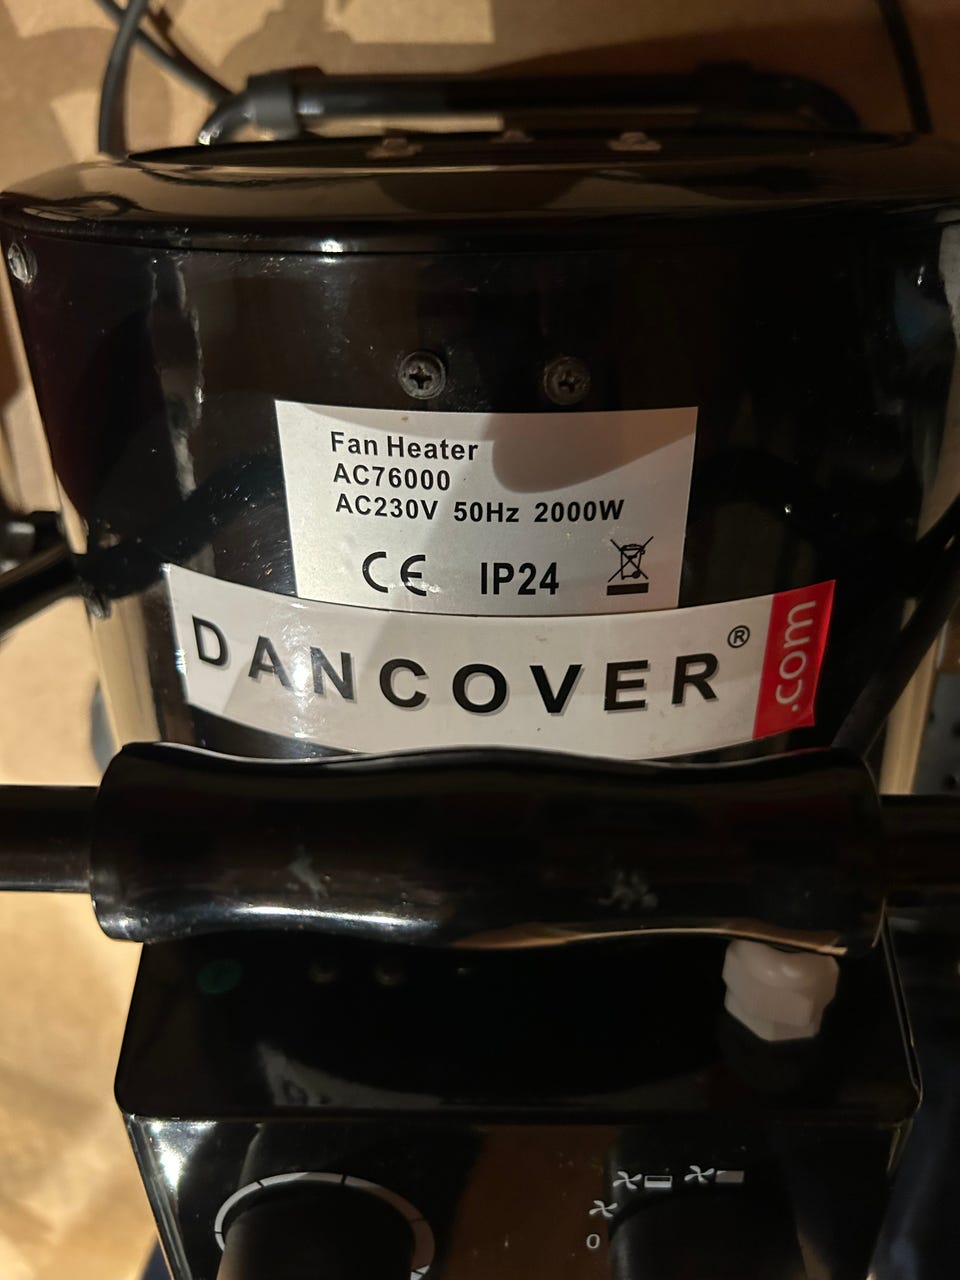 Fan Heater
AC76000
AC230V 50Hz 2000W
CE IP24
DANCOVER®.com
0